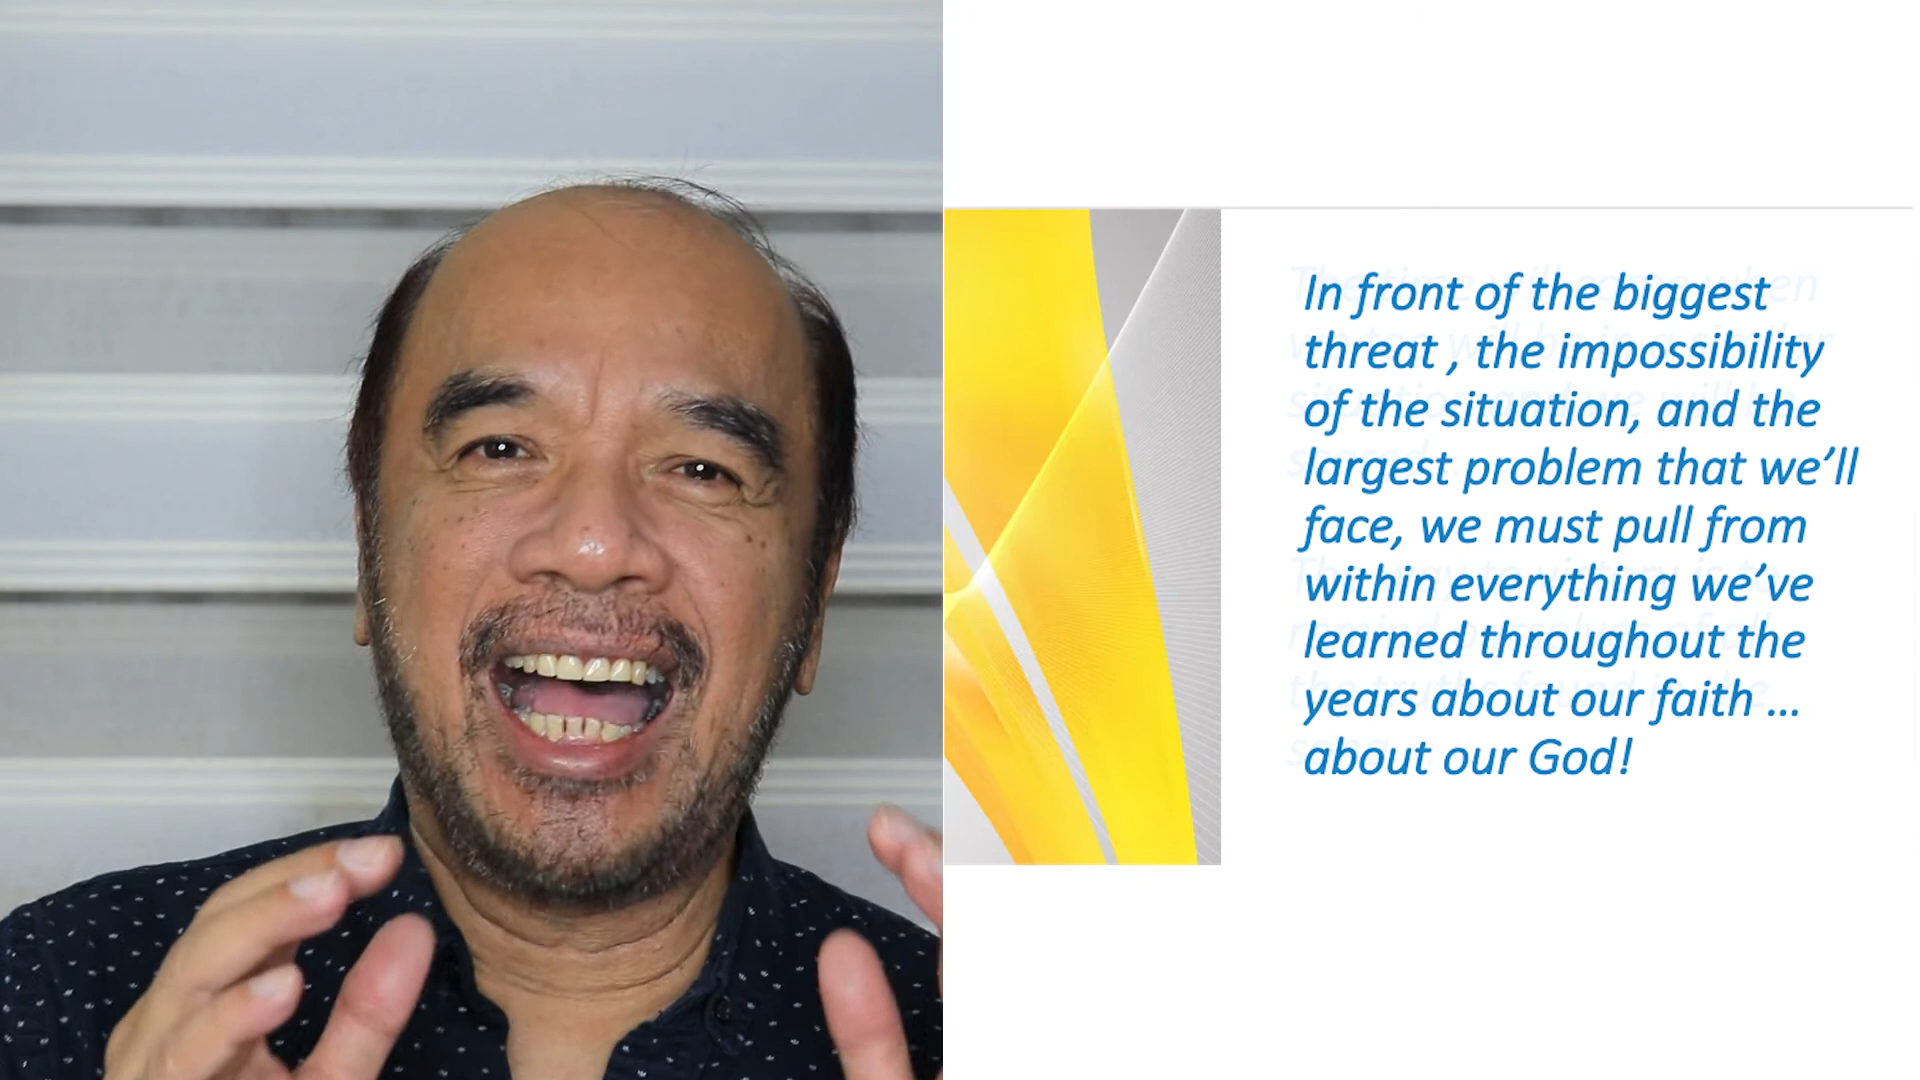 In front of the biggest
threat , the impossibility
of the situation, and the
largest problem that we’ll
face, we must pull from
within everything we’ve
learned throughout the
years about our faith …
about our God!